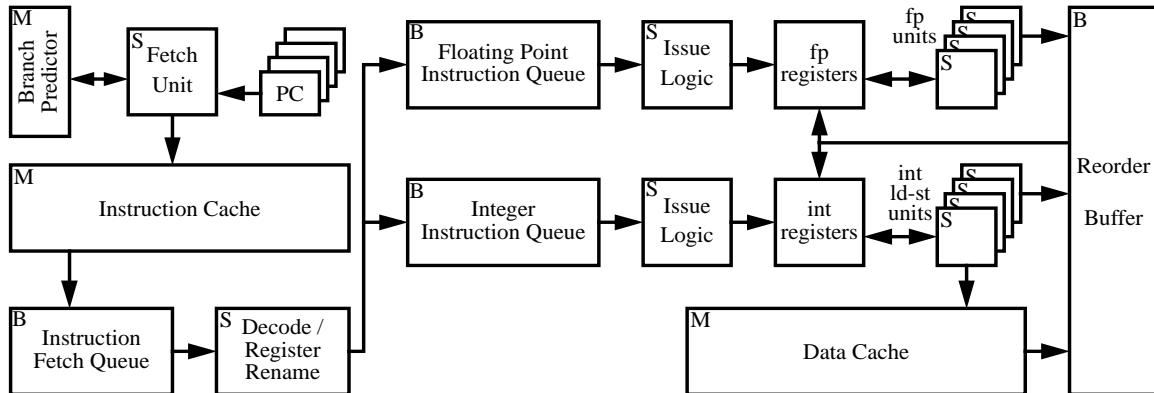 M
Branch
Predictor
S
Fetch
Unit
PC
B
Floating Point
Instruction Queue
S
Issue
Logic
fp
registers
fp
units
S
S
S
S
B
Reorder
Buffer
M
Instruction Cache
B
Integer
Instruction Queue
S
Issue
Logic
int
registers
int
ld-st
units
S
S
S
S
B
Instruction
Fetch Queue
S
Decode /
Register
Rename
M
Data Cache